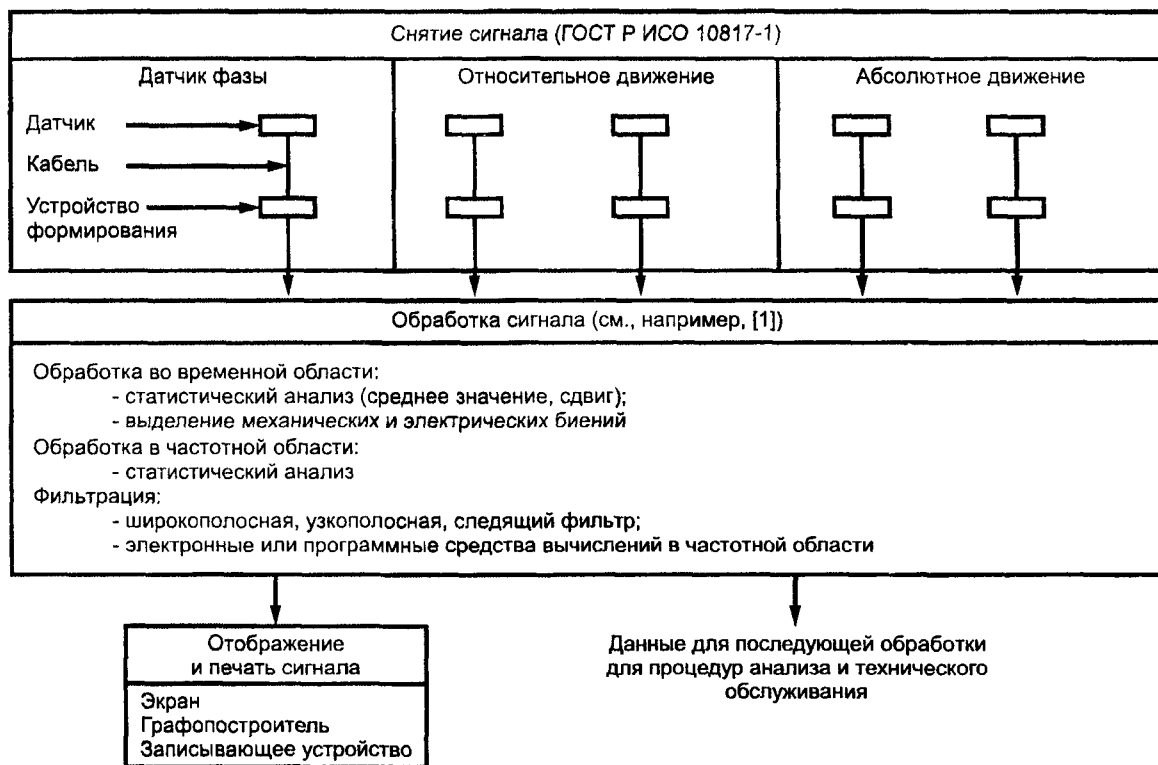 Снятие сигнала (ГОСТ Р ИСО 10817-1)
Датчик фазы
Относительное движение
Абсолютное движение
Датчик
Кабель
Устройство
формирования
Обработка сигнала (см., например, [1])
Обработка во временной области:
- статистический анализ (среднее значение, сдвиг);
- выделение механических и электрических биений
Обработка в частотной области:
- статистический анализ
Фильтрация:
- широкополосная, узкополосная, следящий фильтр;
- электронные или программные средства вычислений в частотной области
Отображение
и печать сигнала
Экран
Графопостроитель
Записывающее устройство
Данные для последующей обработки
для процедур анализа и технического
обслуживания